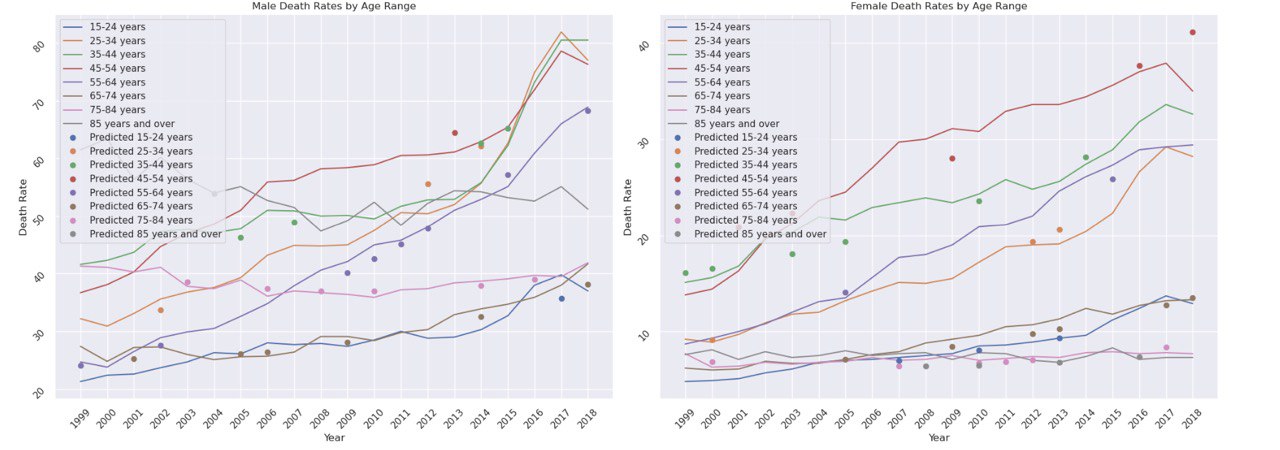 Male Death Rates by Age Range
15-24 years
25-34 years
35-44 years
45-54 years
55-64 years
65-74 years
75-84 years
85 years and over
Predicted 15-24 years
Predicted 25-34 years
Predicted 35-44 years
Predicted 45-54 years
Predicted 55-64 years
Predicted 65-74 years
Predicted 75-84 years
Predicted 85 years and over
80
70
60
50
40
30
20
Death Rate
1999 2000 2001 2002 2003 2004 2005 2006 2007 2008 2009 2010 2011 2012 2013 2014 2015 2016 2017 2018
Year
Female Death Rates by Age Range
15-24 years
25-34 years
35-44 years
45-54 years
55-64 years
65-74 years
75-84 years
85 years and over
Predicted 15-24 years
Predicted 25-34 years
Predicted 35-44 years
Predicted 45-54 years
Predicted 55-64 years
Predicted 65-74 years
Predicted 75-84 years
Predicted 85 years and over
40
30
20
10
Death Rate
1999 2000 2001 2002 2003 2004 2005 2006 2007 2008 2009 2010 2011 2012 2013 2014 2015 2016 2017 2018
Year